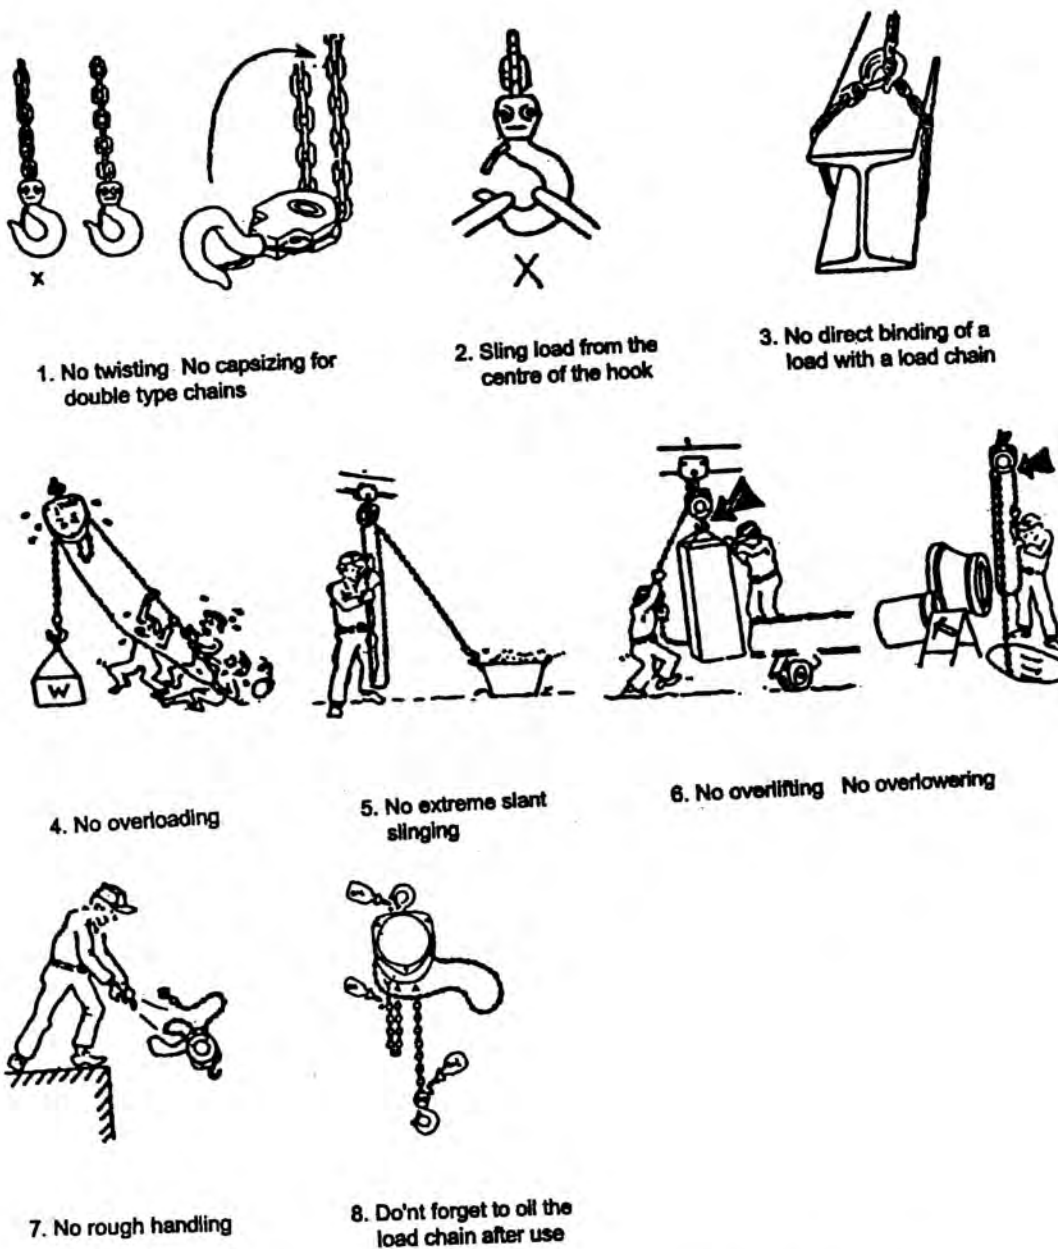 x
X
1. No twisting No capsizing for
double type chains
2. Sling load from the
centre of the hook
3. No direct binding of a
load with a load chain
W
4. No overloading
5. No extreme slant
slinging
6. No overlifting No overlowering
7. No rough handling
8. Do'nt forget to oil the
load chain after use